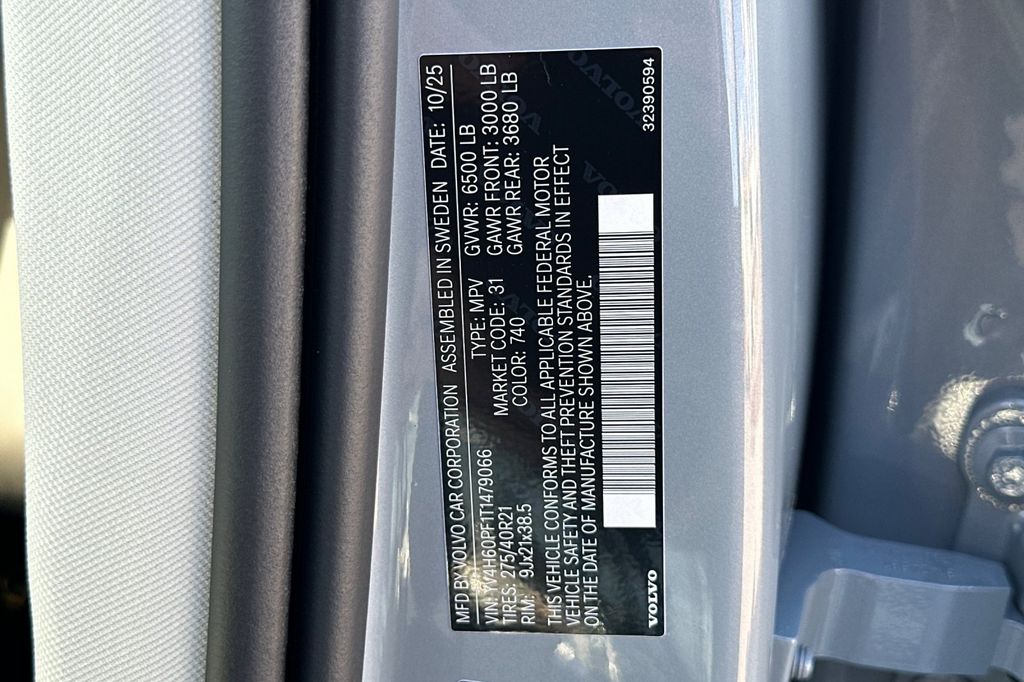 MFD BY VOLVO CAR CORPORATION ASSEMBLED IN SWEDEN DATE: 10/25
VIN: YV4H60PF1T1479066 TYPE: MPV GVWR: 6500 LB
TIRES: 275/40R21 MARKET CODE: 31 GAWR FRONT: 3000 LB
RIM: 9Jx21x38.5 COLOR: 740 GAWR REAR: 3680 LB
THIS VEHICLE CONFORMS TO ALL APPLICABLE FEDERAL MOTOR
VEHICLE SAFETY AND THEFT PREVENTION STANDARDS IN EFFECT
ON THE DATE OF MANUFACTURE SHOWN ABOVE.
VOLVO 32390594